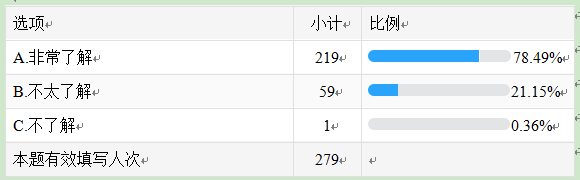 选项 小计 比例
A.非常了解 219 78.49%
B.不太了解 59 21.15%
C.不了解 1 0.36%
本题有效填写人次 279